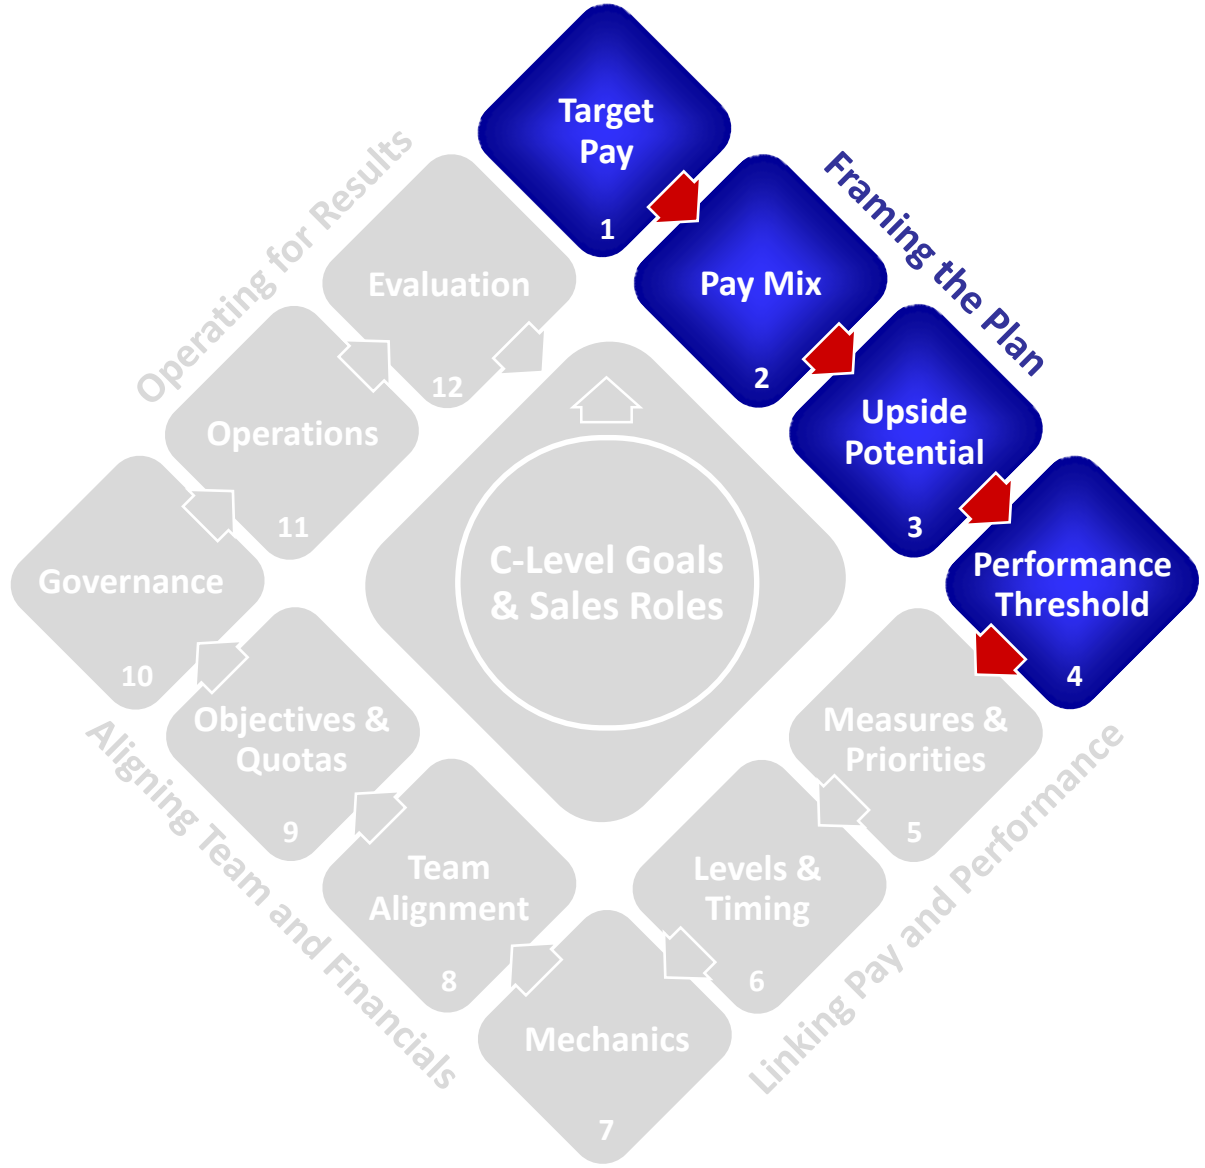 Target
Pay
1
Pay Mix
2
Upside
Potential
3
Performance
Threshold
4
Framing the Plan
Measures &
Priorities
5
Levels &
Timing
6
Mechanics
7
Linking Pay and Performance
Team
Alignment
8
Objectives &
Quotas
9
Governance
10
Aligning Team and Financials
Operations
11
Evaluation
12
Operating for Results
C-Level Goals
& Sales Roles